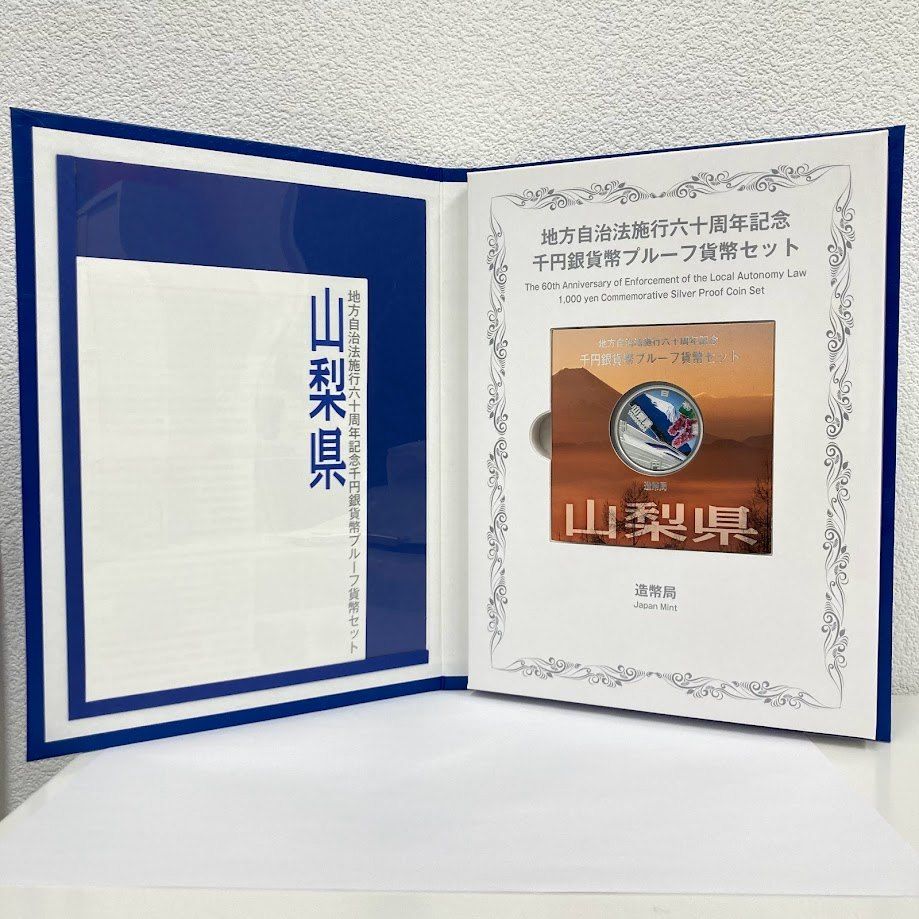 山梨県
地方自治法施行六十周年記念千円銀貨幣プルーフ貨幣セット
地方自治法施行六十周年記念
千円銀貨幣プルーフ貨幣セット
The 60th Anniversary of Enforcement of the Local Autonomy Law
1,000 yen Commemorative Silver Proof Coin Set
地方自治法施行六十周年記念
千円銀貨幣プルーフ貨幣セット
造幣局
山梨県
造幣局
Japan Mint